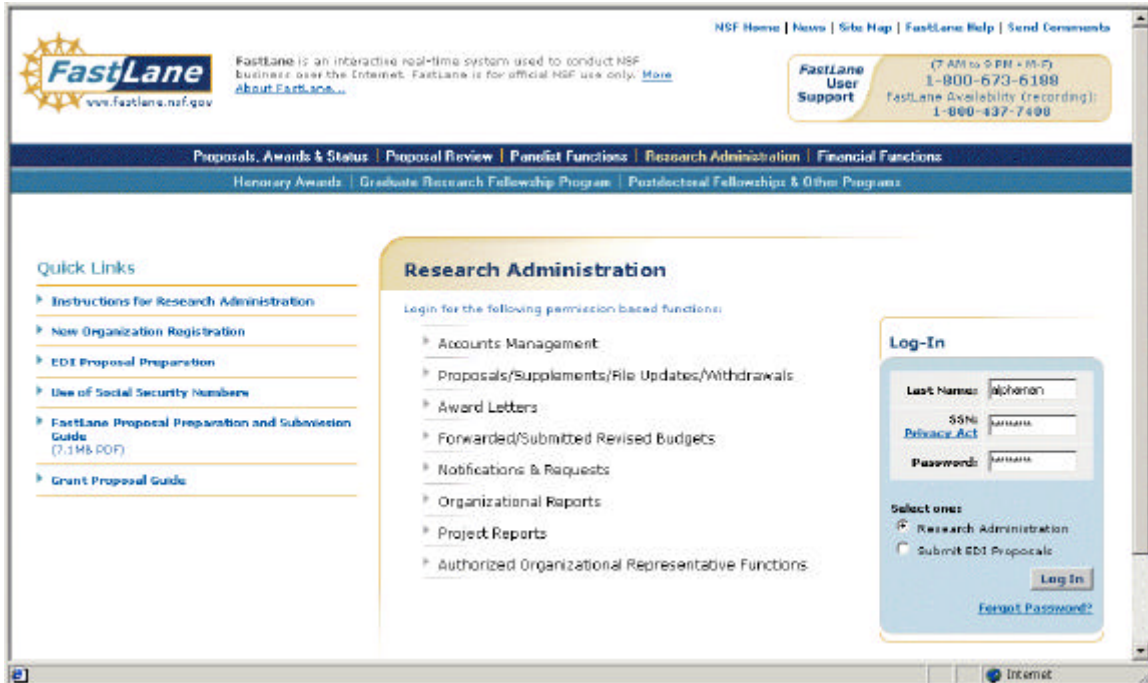 NSF Home | News | Site Map | FastLane Help | Send Comments
FastLane
www.fastlane.nsf.gov
FastLane is an interactive real-time system used to conduct NSF
business over the Internet. FastLane is for official NSF use only. More
About FastLane...
FastLane
User
Support
(7 AM to 9 PM • M-F)
1-800-673-6188
FastLane Availability (recording):
1-800-437-7408
Proposals, Awards & Status | Proposal Review | Panelist Functions | Research Administration | Financial Functions
Honorary Awards | Graduate Research Fellowship Program | Postdoctoral Fellowships & Other Programs
Quick Links
Instructions for Research Administration
New Organization Registration
EDI Proposal Preparation
Use of Social Security Numbers
FastLane Proposal Preparation and Submission
Guide
(7.1MB PDF)
Grant Proposal Guide
Research Administration
Login for the following permission based functions:
Accounts Management
Proposals/Supplements/File Updates/Withdrawals
Award Letters
Forwarded/Submitted Revised Budgets
Notifications & Requests
Organizational Reports
Project Reports
Authorized Organizational Representative Functions
Log-In
Last Name: alphaman
SSN: ********
Privacy Act
Password: ********
Select one:
Research Administration
Submit EDI Proposals
Log In
Forgot Password?
Internet